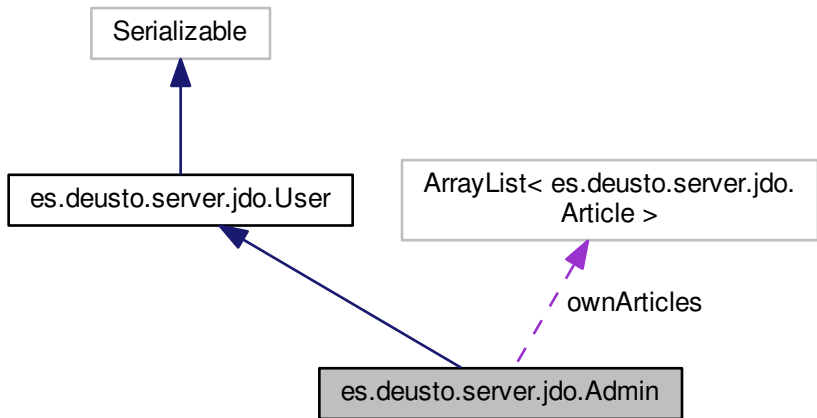 Serializable
es.deusto.server.jdo.User
ArrayList< es.deusto.server.jdo.
Article >
ownArticles
es.deusto.server.jdo.Admin